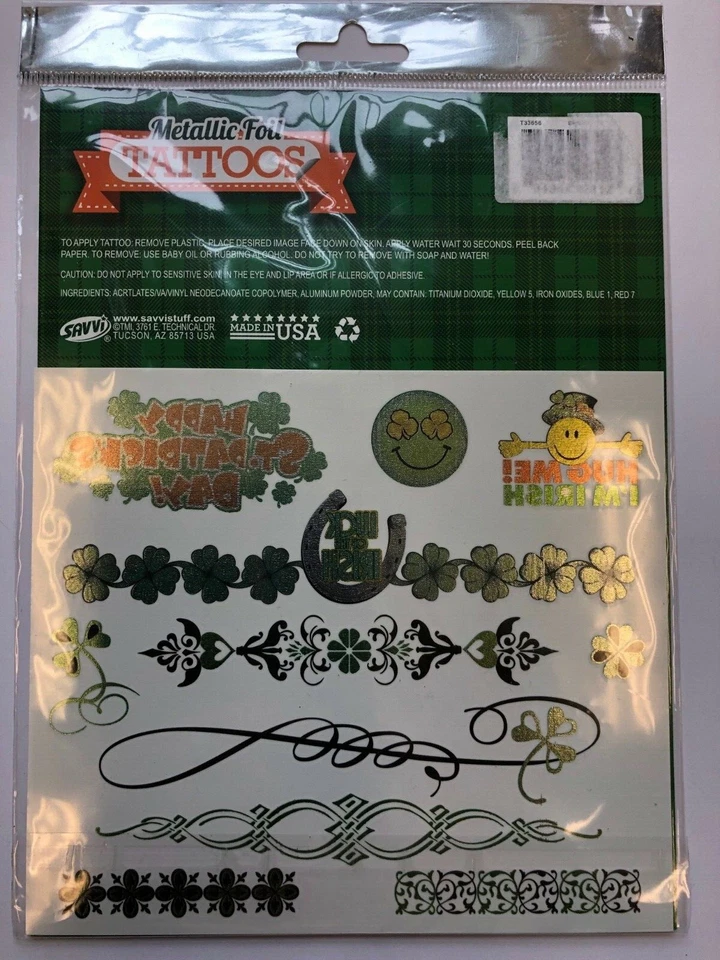 Metallic Foil
TATTOOS
T33956
TO APPLY TATTOO: REMOVE PLASTIC, PLACE DESIRED IMAGE FACE DOWN ON SKIN. APPLY WATER WAIT 30 SECONDS. PEEL BACK
PAPER. TO REMOVE: USE BABY OIL OR RUBBING ALCOHOL. DO NOT TRY TO REMOVE WITH SOAP AND WATER!
CAUTION: DO NOT APPLY TO SENSITIVE SKIN, IN THE EYE AND LIP AREA OR IF ALLERGIC TO ADHESIVE.
INGREDIENTS: ACRTLATES/VA/VINYL NEODECANOATE COPOLYMER, ALUMINUM POWDER, MAY CONTAIN: TITANIUM DIOXIDE, YELLOW 5, IRON OXIDES, BLUE 1, RED 7
SAVVi®
www.savvistuff.com
©TMI, 3761 E. TECHNICAL DR.
TUCSON, AZ 85713 USA
MADE IN USA
HAPPY
ST. PATRICK'S
DAY!
HUG ME!
I'M IRISH
LUCK
IRISH